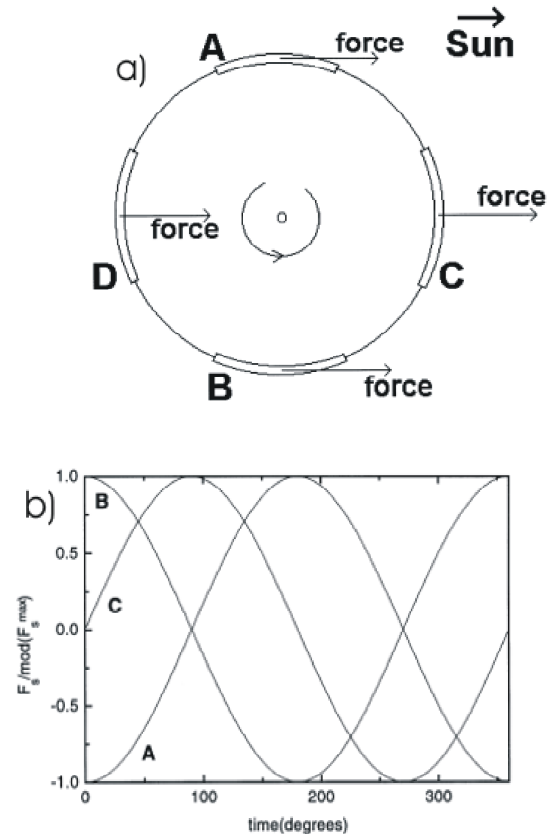 a)
A
force
Sun
force
force
D
C
B
force
b)
1.0
0.5
0.0
-0.5
-1.0
F_s/mod(F_s^max)
B
C
A
0
100
200
300
time(degrees)